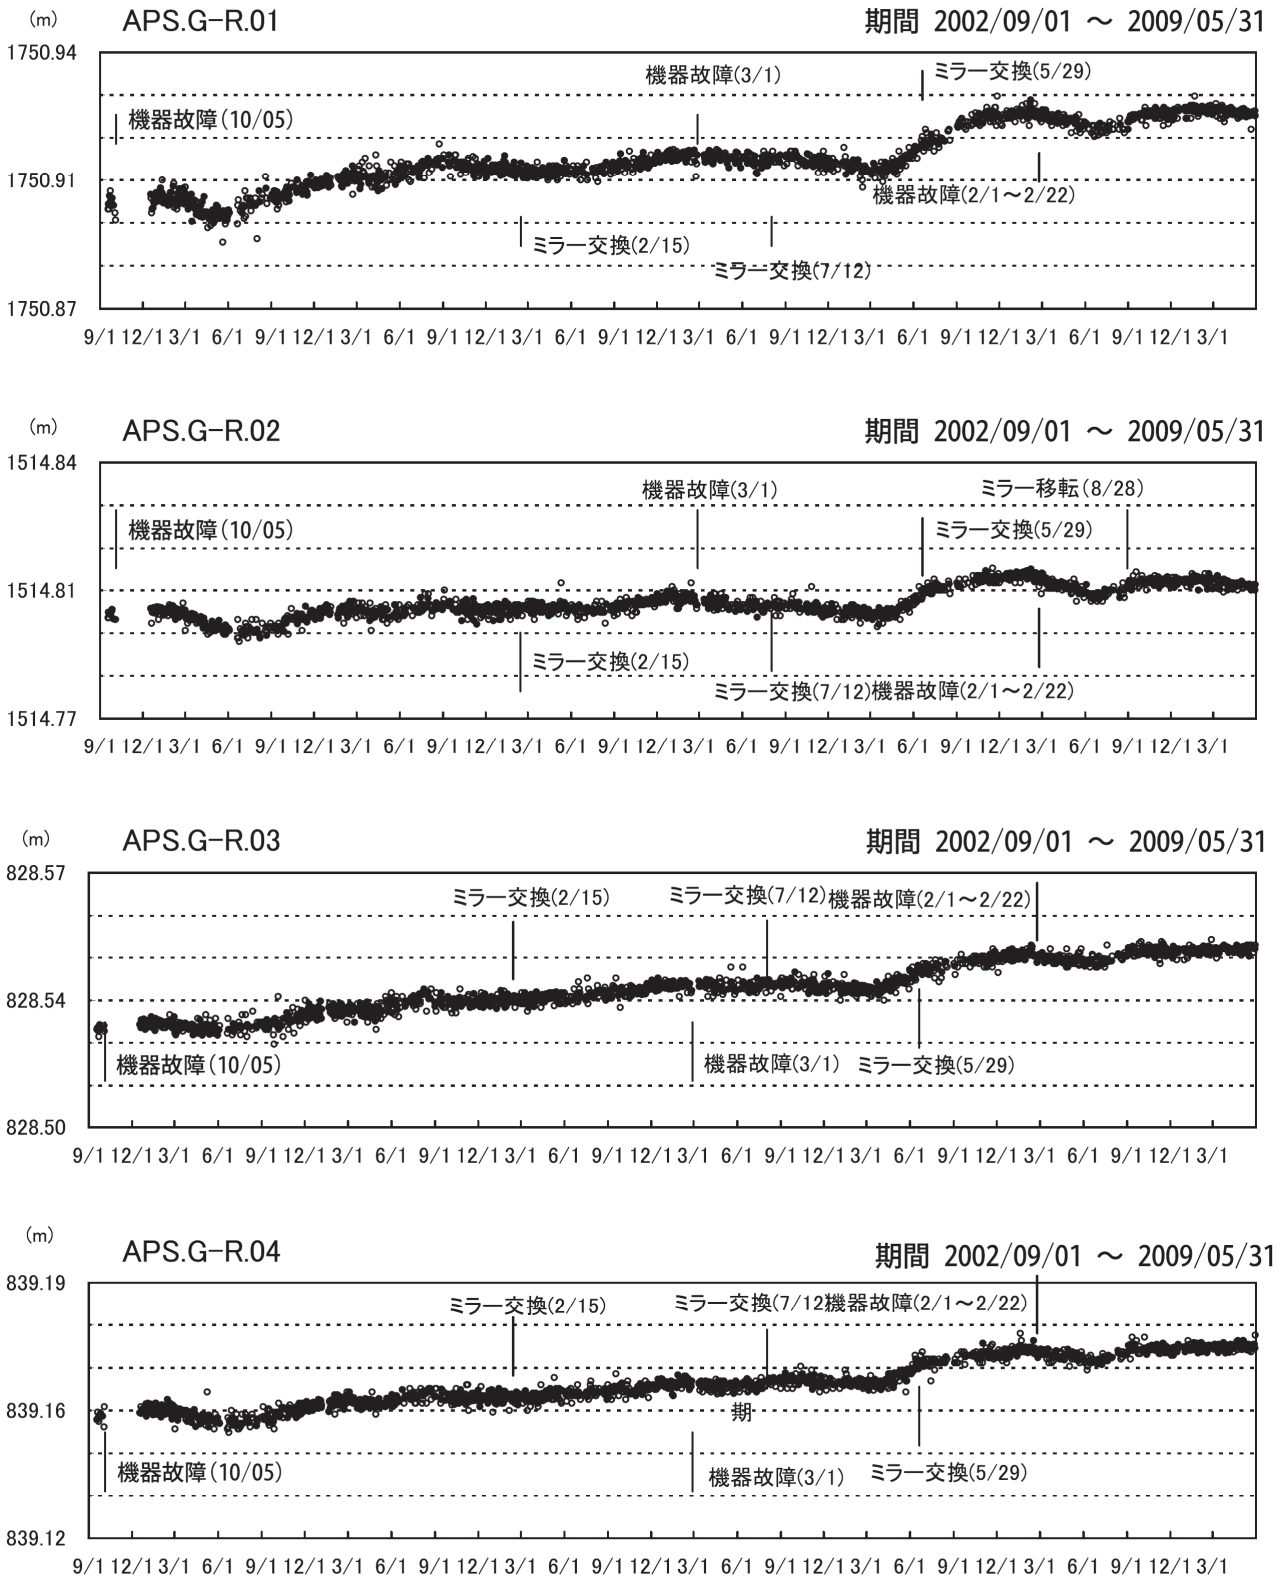 (m) APS.G-R.01 期間 2002/09/01 ～ 2009/05/31
1750.94
機器故障(3/1) ミラー交換(5/29)
機器故障(10/05)
1750.91
機器故障(2/1～2/22)
ミラー交換(2/15)
ミラー交換(7/12)
1750.87
9/1 12/1 3/1 6/1 9/1 12/1 3/1 6/1 9/1 12/1 3/1 6/1 9/1 12/1 3/1 6/1 9/1 12/1 3/1 6/1 9/1 12/1 3/1 6/1 9/1 12/1 3/1
(m) APS.G-R.02 期間 2002/09/01 ～ 2009/05/31
1514.84
機器故障(3/1) ミラー移転(8/28)
機器故障(10/05) ミラー交換(5/29)
1514.81
ミラー交換(2/15)
ミラー交換(7/12)機器故障(2/1～2/22)
1514.77
9/1 12/1 3/1 6/1 9/1 12/1 3/1 6/1 9/1 12/1 3/1 6/1 9/1 12/1 3/1 6/1 9/1 12/1 3/1 6/1 9/1 12/1 3/1 6/1 9/1 12/1 3/1
(m) APS.G-R.03 期間 2002/09/01 ～ 2009/05/31
828.57
ミラー交換(2/15) ミラー交換(7/12)機器故障(2/1～2/22)
828.54
機器故障(10/05) 機器故障(3/1) ミラー交換(5/29)
828.50
9/1 12/1 3/1 6/1 9/1 12/1 3/1 6/1 9/1 12/1 3/1 6/1 9/1 12/1 3/1 6/1 9/1 12/1 3/1 6/1 9/1 12/1 3/1 6/1 9/1 12/1 3/1
(m) APS.G-R.04 期間 2002/09/01 ～ 2009/05/31
839.19
ミラー交換(2/15) ミラー交換(7/12機器故障(2/1～2/22)
839.16
期
機器故障(10/05) 機器故障(3/1) ミラー交換(5/29)
839.12
9/1 12/1 3/1 6/1 9/1 12/1 3/1 6/1 9/1 12/1 3/1 6/1 9/1 12/1 3/1 6/1 9/1 12/1 3/1 6/1 9/1 12/1 3/1 6/1 9/1 12/1 3/1